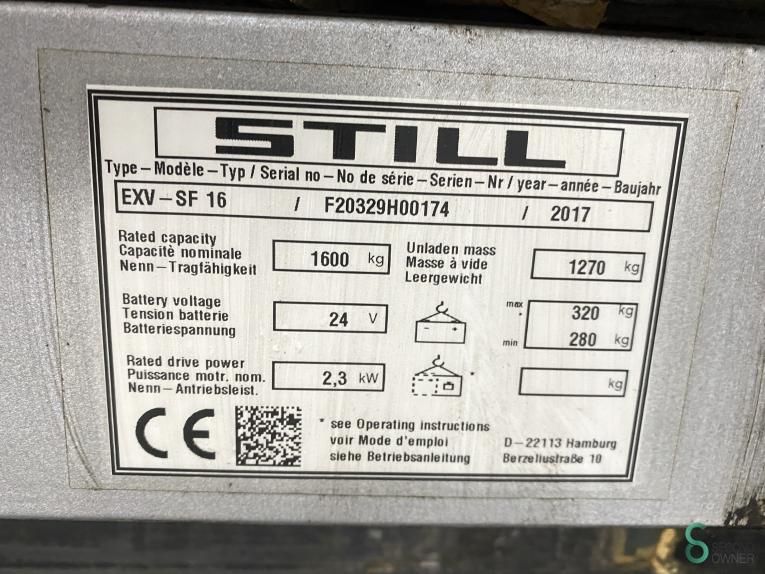 STILL
Type – Modèle – Typ / Serial no – No de série – Serien – Nr / year – année – Baujahr
EXV – SF 16 / F20329H00174 / 2017
Rated capacity
Capacitè nominale
Nenn – Tragfähigkeit
1600 kg
Unladen mass
Masse à vide
Leergewicht
1270 kg
Battery voltage
Tension batterie
Batteriespannung
24 V
- +
max 320 kg
*
min 280 kg
Rated drive power
Puissance motr. nom.
Nenn – Antriebsleist.
2,3 kW
*
kg
CE
* see Operating instructions
voir Mode d'emploi
siehe Betriebsanleitung
D – 22113 Hamburg
Berzeliustraße 10
SECOND
OWNER